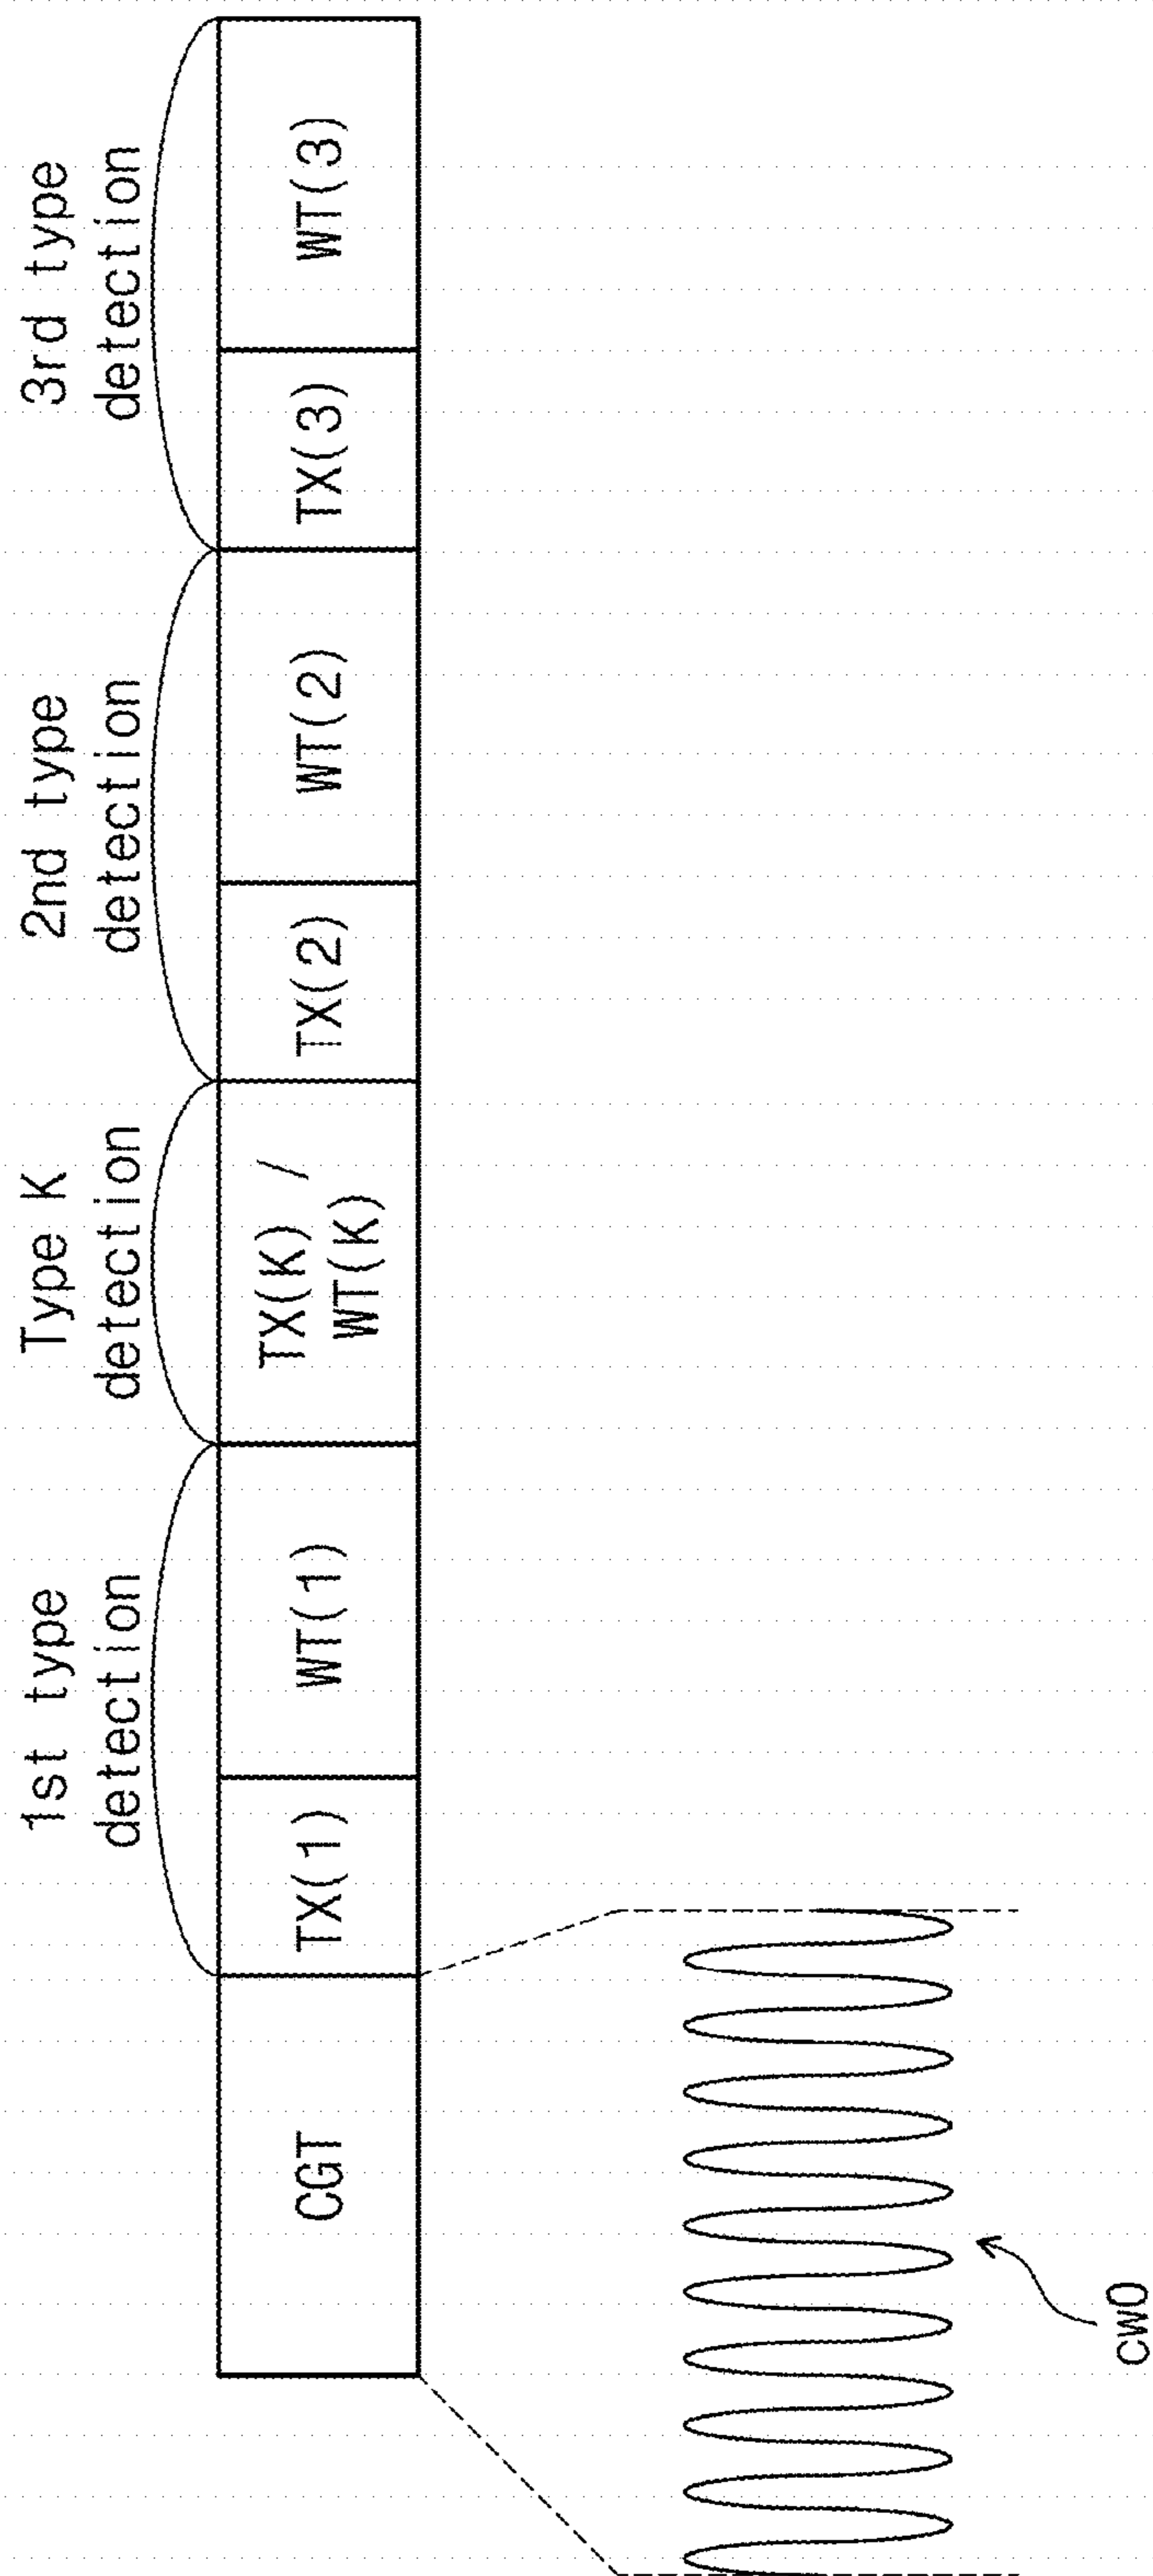 1st type
detection
Type K
detection
2nd type
detection
3rd type
detection
CGT
TX(1)
WT(1)
TX(K) /
WT(K)
TX(2)
WT(2)
TX(3)
WT(3)
cw0